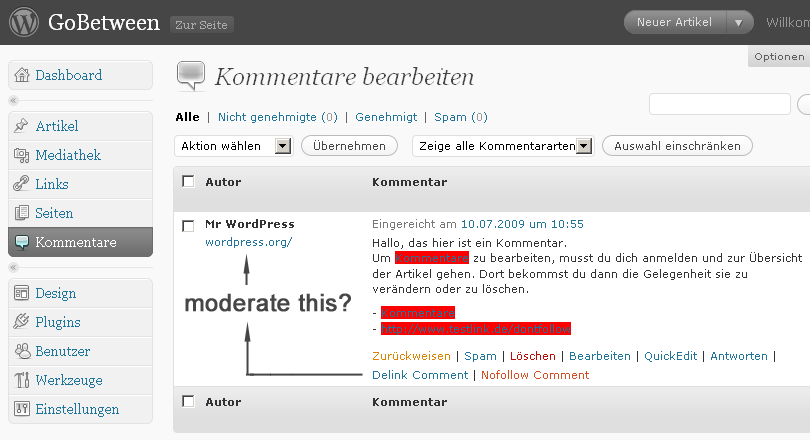 GoBetween Zur Seite Neuer Artikel Willkom
Optionen
Dashboard
Artikel
Mediathek
Links
Seiten
Kommentare
Design
Plugins
Benutzer
Werkzeuge
Einstellungen
Kommentare bearbeiten
Alle | Nicht genehmigte (0) | Genehmigt | Spam (0)
Aktion wählen Übernehmen Zeige alle Kommentararten Auswahl einschränken
Autor Kommentar
Mr WordPress
wordpress.org/
moderate this?
Eingereicht am 10.07.2009 um 10:55
Hallo, das hier ist ein Kommentar.
Um Kommentare zu bearbeiten, musst du dich anmelden und zur Übersicht
der Artikel gehen. Dort bekommst du dann die Gelegenheit sie zu
verändern oder zu löschen.
- Kommentare
- http://www.testlink.de/dontfollow
Zurückweisen | Spam | Löschen | Bearbeiten | QuickEdit | Antworten |
Delink Comment | Nofollow Comment
Autor Kommentar